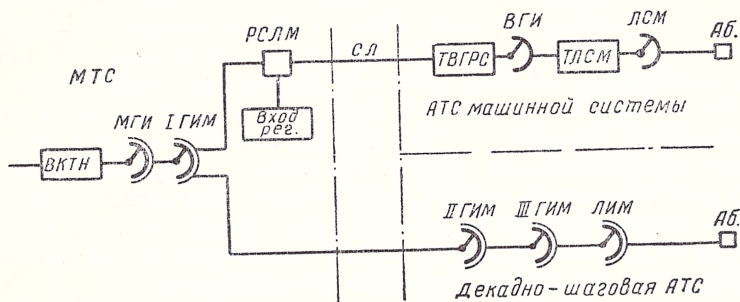 МТС
ВКТН
МГИ
I ГИМ
РСЛМ
Вход
рег.
СЛ
ТВГРС
ВГИ
ТЛСМ
ЛСМ
Аб.
АТС машинной системы
II ГИМ
III ГИМ
ЛИМ
Аб.
Декадно-шаговая АТС